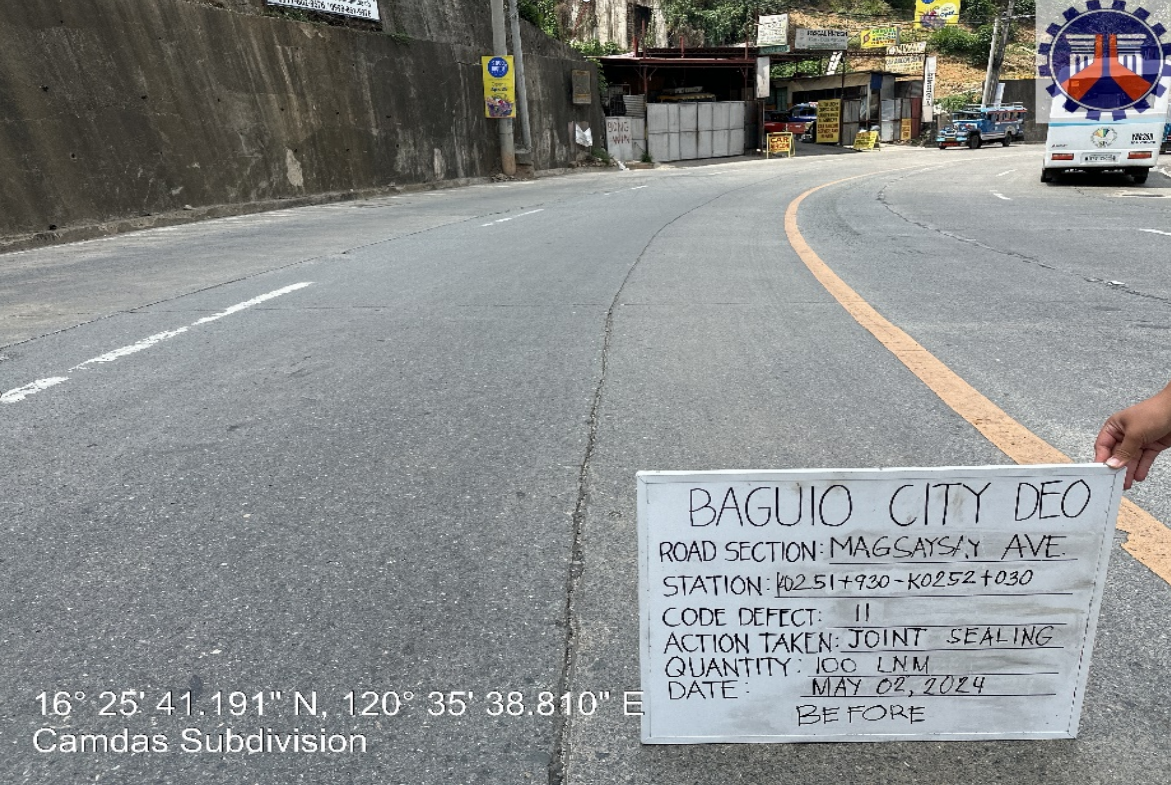 BAGUIO CITY DEO
ROAD SECTION: MAGSAYSAY AVE.
STATION: K0251+930-K0252+030
CODE DEFECT: 11
ACTION TAKEN: JOINT SEALING
QUANTITY: 100 LNM
DATE: MAY 02, 2024
BEFORE
16° 25' 41.191" N, 120° 35' 38.810" E
Camdas Subdivision